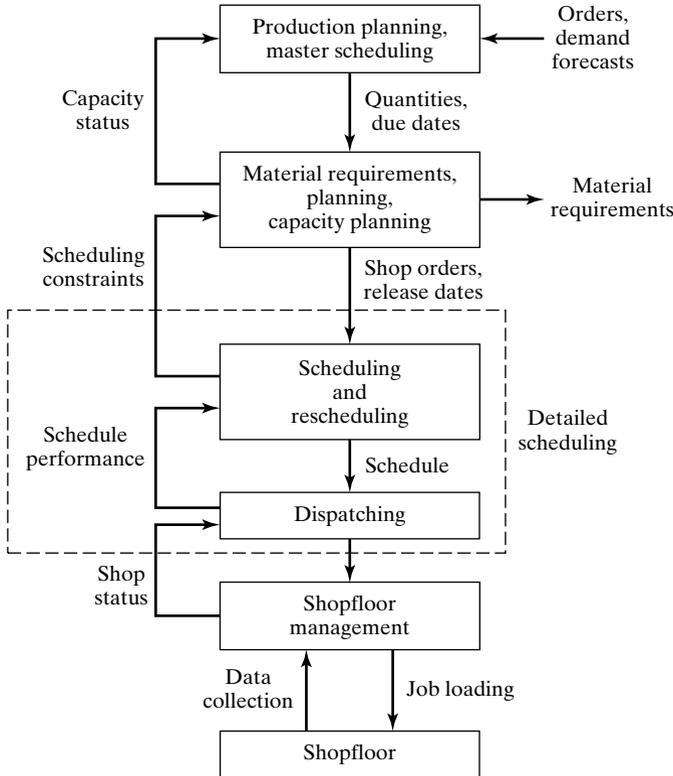 Production planning,
master scheduling
Orders,
demand
forecasts
Capacity
status
Quantities,
due dates
Material requirements,
planning,
capacity planning
Material
requirements
Scheduling
constraints
Shop orders,
release dates
Scheduling
and
rescheduling
Detailed
scheduling
Schedule
performance
Schedule
Dispatching
Shop
status
Shopfloor
management
Data
collection
Job loading
Shopfloor